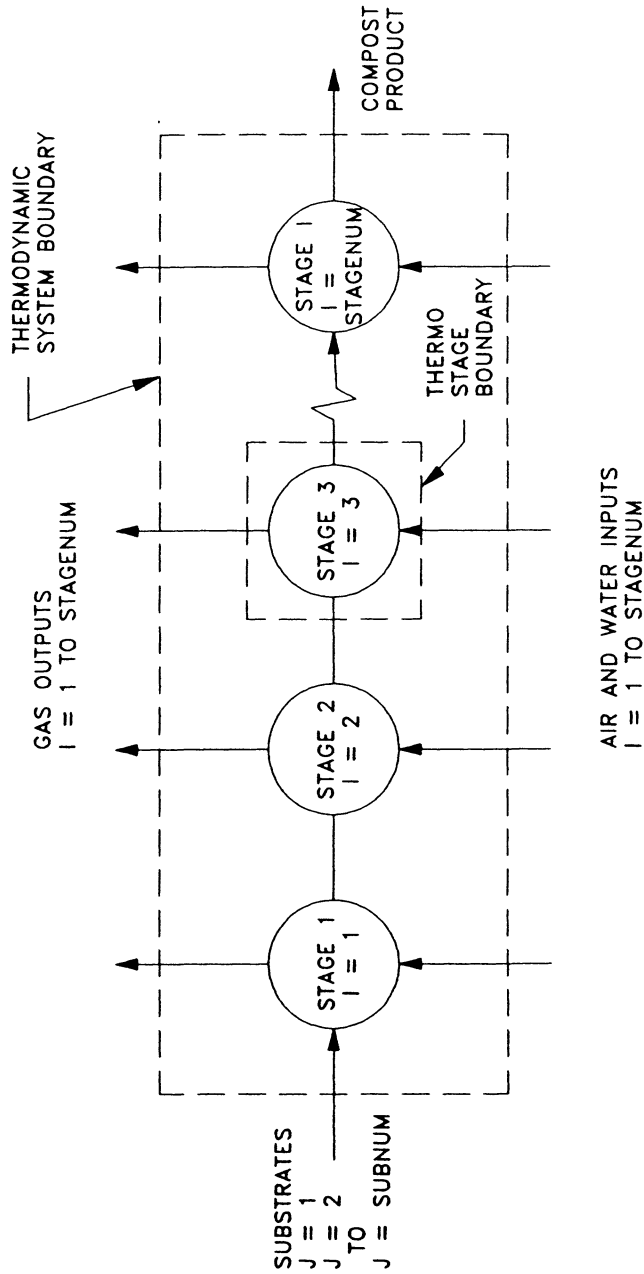 THERMODYNAMIC
SYSTEM BOUNDARY
GAS OUTPUTS
I = 1 TO STAGENUM
SUBSTRATES
J = 1
J = 2
TO
J = SUBNUM
STAGE 1
I = 1
STAGE 2
I = 2
STAGE 3
I = 3
STAGE I
I =
STAGENUM
COMPOST
PRODUCT
THERMO
STAGE
BOUNDARY
AIR AND WATER INPUTS
I = 1 TO STAGENUM